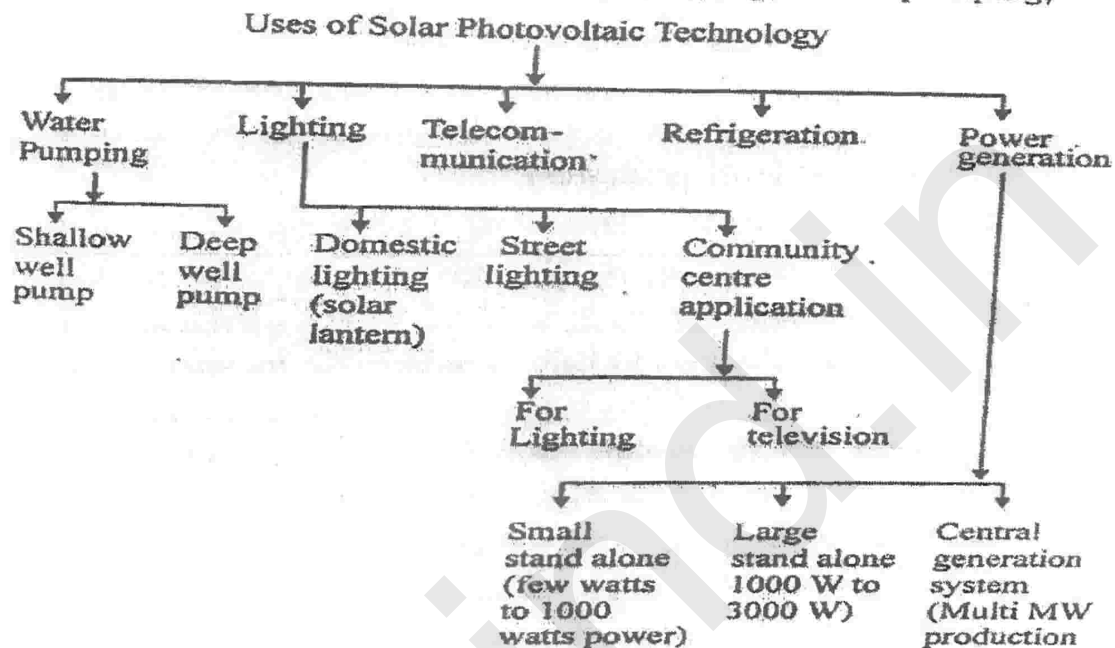 Uses of Solar Photovoltaic Technology
Water
Pumping
Lighting
Telecom-
munication
Refrigeration
Power
generation
Shallow
well
pump
Deep
well
pump
Domestic
lighting
(solar
lantern)
Street
lighting
Community
centre
application
For
Lighting
For
television
Small
stand alone
(few watts
to 1000
watts power)
Large
stand alone
1000 W to
3000 W)
Central
generation
system
(Multi MW
production